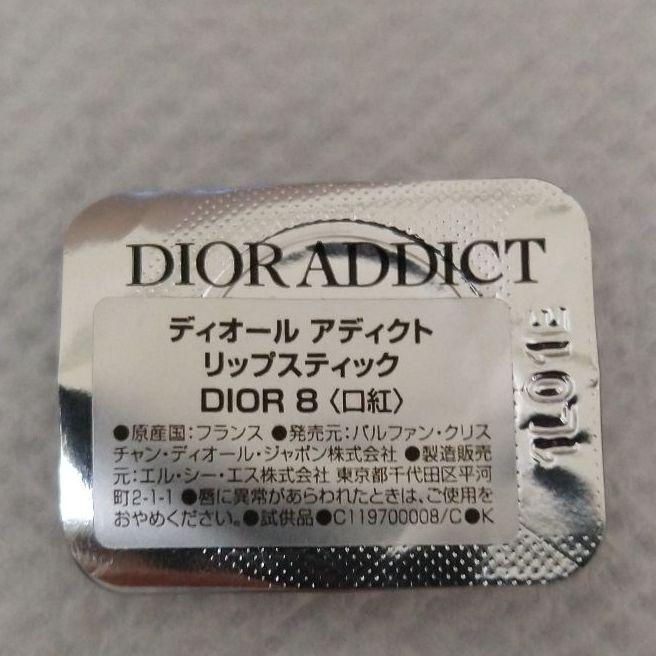 DIOR ADDICT
ディオール アディクト
リップスティック
DIOR 8〈口紅〉
●原産国:フランス ●発売元:パルファン・クリス
チャン・ディオール・ジャポン株式会社 ●製造販売
元:エル・シー・エス株式会社 東京都千代田区平河
町2-1-1 ●唇に異常があらわれたときは、ご使用を
おやめください。●試供品●C119700008/C●K
1L01E